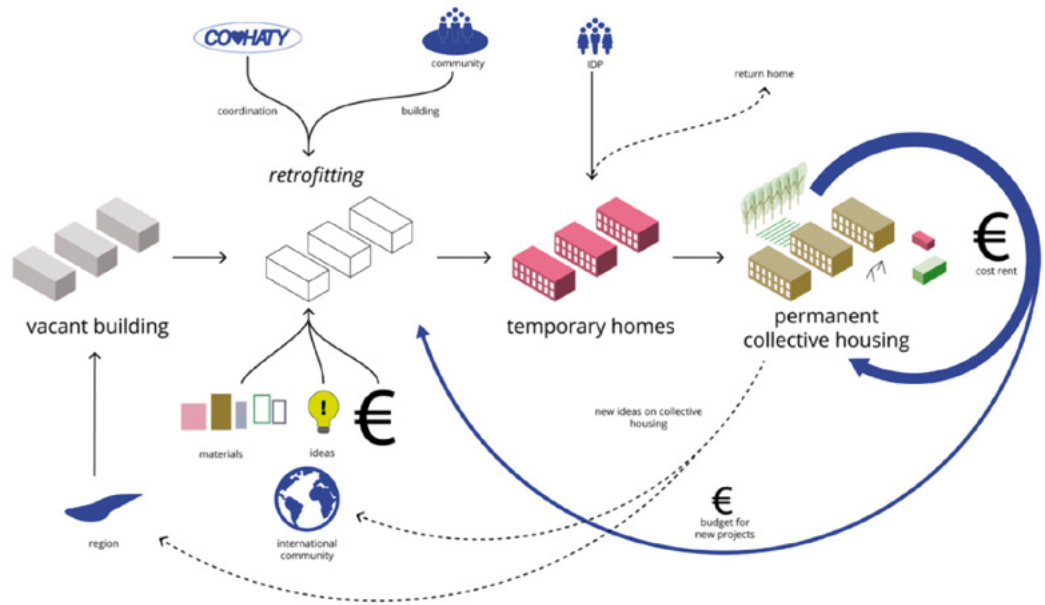 CO♥HATY
community
IDP
return home
coordination
building
retrofitting
€
cost rent
vacant building
temporary homes
permanent
collective housing
new ideas on collective
housing
!
€
materials
ideas
€
budget for
new projects
region
international
community